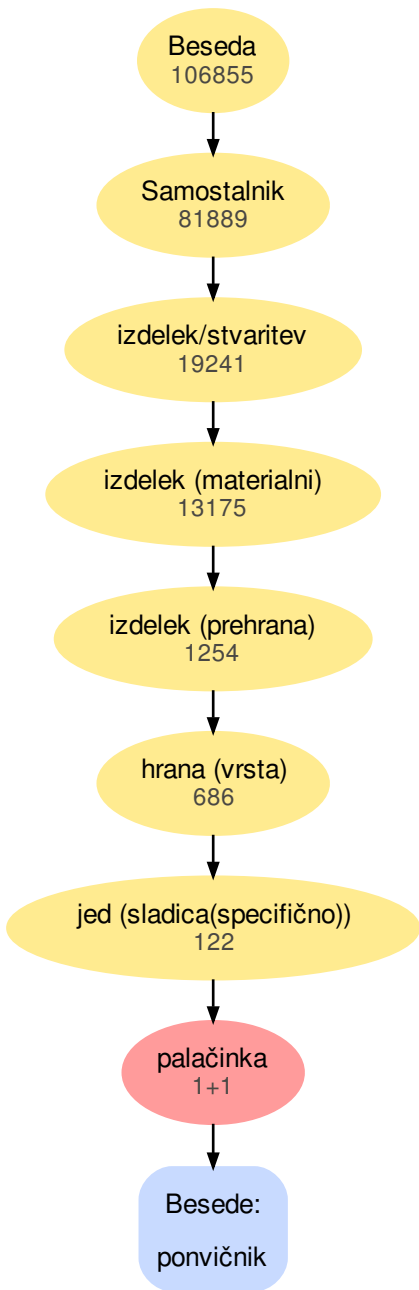 Beseda
106855
Samostalnik
81889
izdelek/stvaritev
19241
izdelek (materialni)
13175
izdelek (prehrana)
1254
hrana (vrsta)
686
jed (sladica(specifično))
122
palačinka
1+1
Besede:
ponvičnik